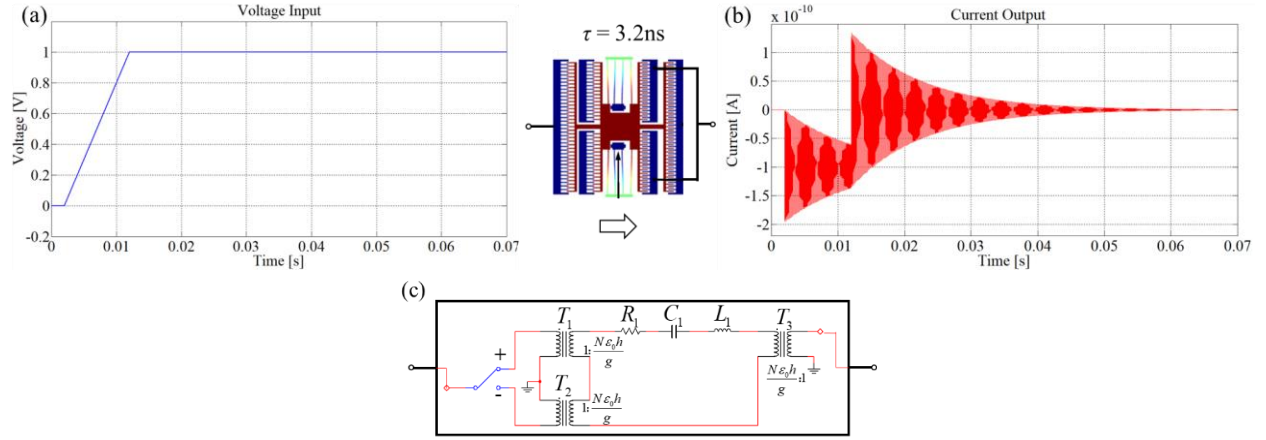 (a)
Voltage Input
Voltage [V]
1
0.8
0.6
0.4
0.2
0
-0.2
0 0.01 0.02 0.03 0.04 0.05 0.06 0.07
Time [s]
τ = 3.2ns
(b)
x 10⁻¹⁰
Current Output
Current [A]
1
0.5
0
-0.5
-1
-1.5
-2
0 0.01 0.02 0.03 0.04 0.05 0.06 0.07
Time [s]
(c)
T₁ R₁ C₁ L₁ T₃
+
1: Nε₀h/g
-
T₂
1: Nε₀h/g
Nε₀h/g :1